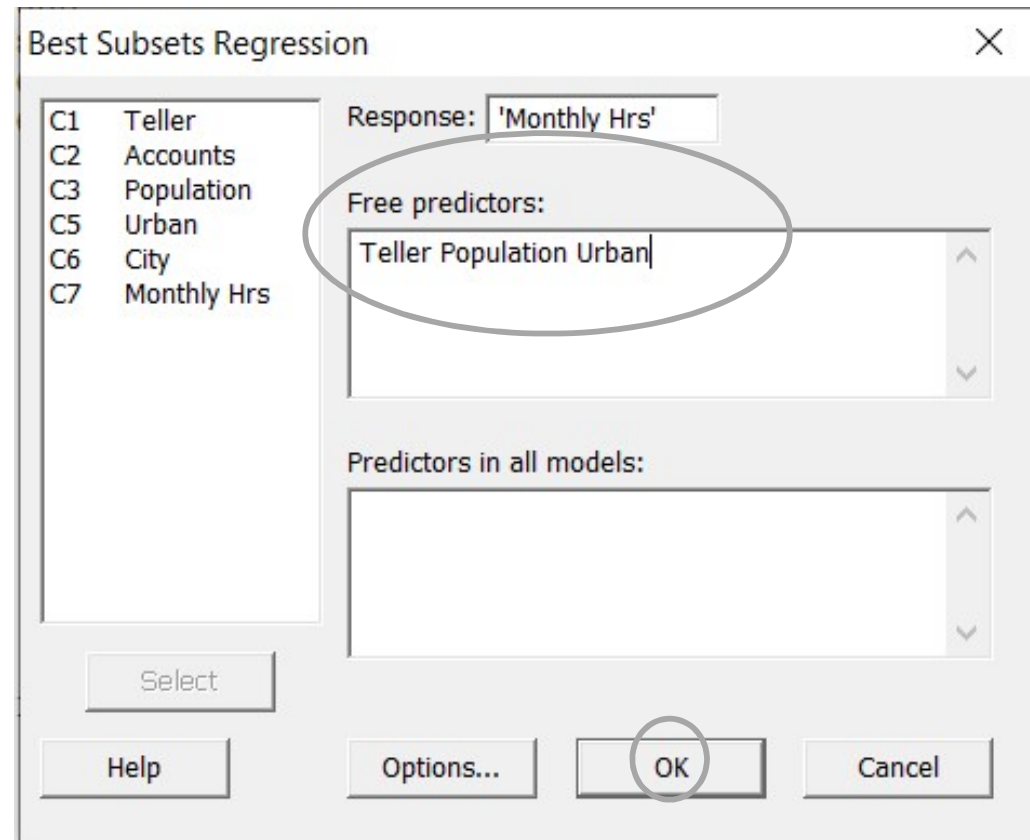 Best Subsets Regression
C1 Teller
C2 Accounts
C3 Population
C5 Urban
C6 City
C7 Monthly Hrs
Response: 'Monthly Hrs'
Free predictors:
Teller Population Urban
Predictors in all models:
Select
Help
Options...
OK
Cancel